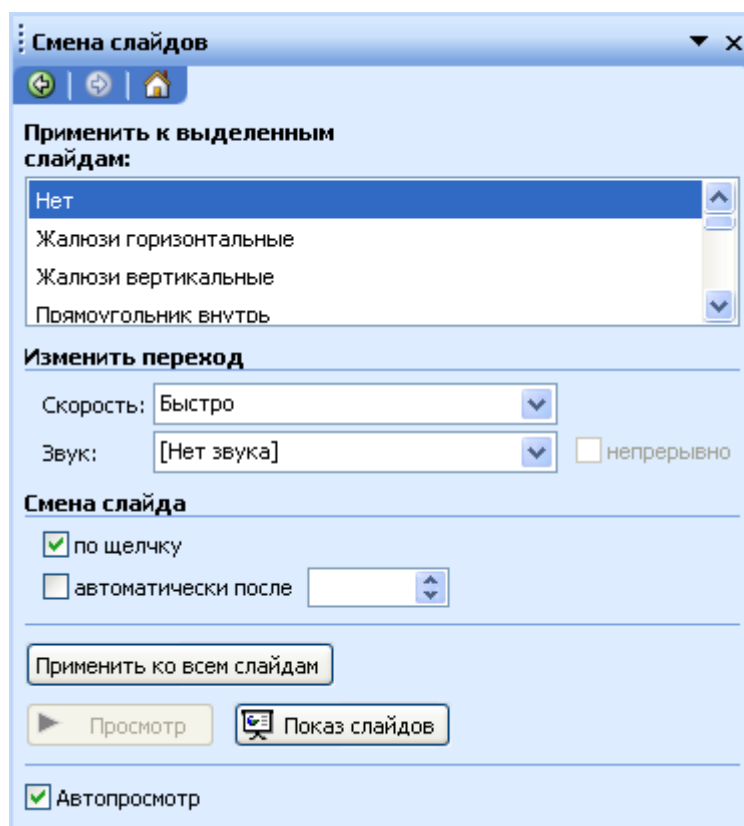 Смена слайдов
Применить к выделенным
слайдам:
Нет
Жалюзи горизонтальные
Жалюзи вертикальные
Прямоугольник внутрь
Изменить переход
Скорость: Быстро
Звук: [Нет звука] непрерывно
Смена слайда
по щелчку
автоматически после
Применить ко всем слайдам
Просмотр Показ слайдов
Автопросмотр